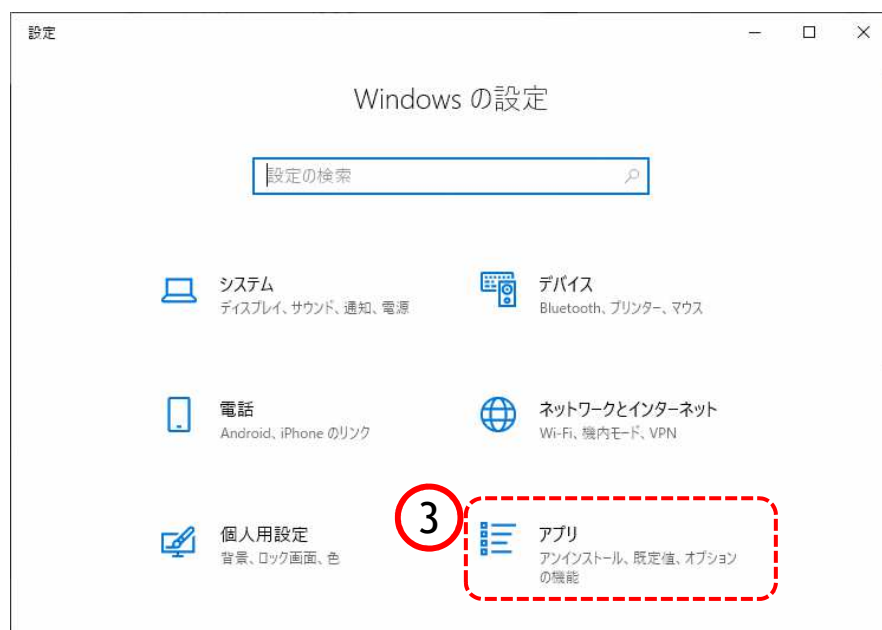 設定
Windows の設定
設定の検索
システム
ディスプレイ、サウンド、通知、電源
デバイス
Bluetooth、プリンター、マウス
電話
Android、iPhone のリンク
ネットワークとインターネット
Wi-Fi、機内モード、VPN
個人用設定
背景、ロック画面、色
3
アプリ
アンインストール、既定値、オプション
の機能